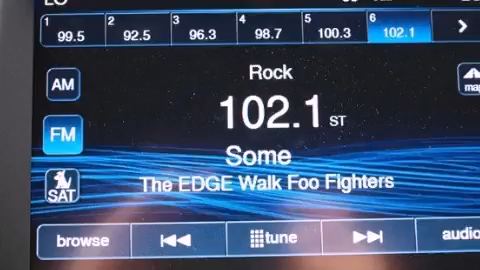 1 2 3 4 5 6
99.5 92.5 96.3 98.7 100.3 102.1 >
AM
Rock
map
102.1 ST
FM
Some
The EDGE Walk Foo Fighters
SAT
browse tune audio